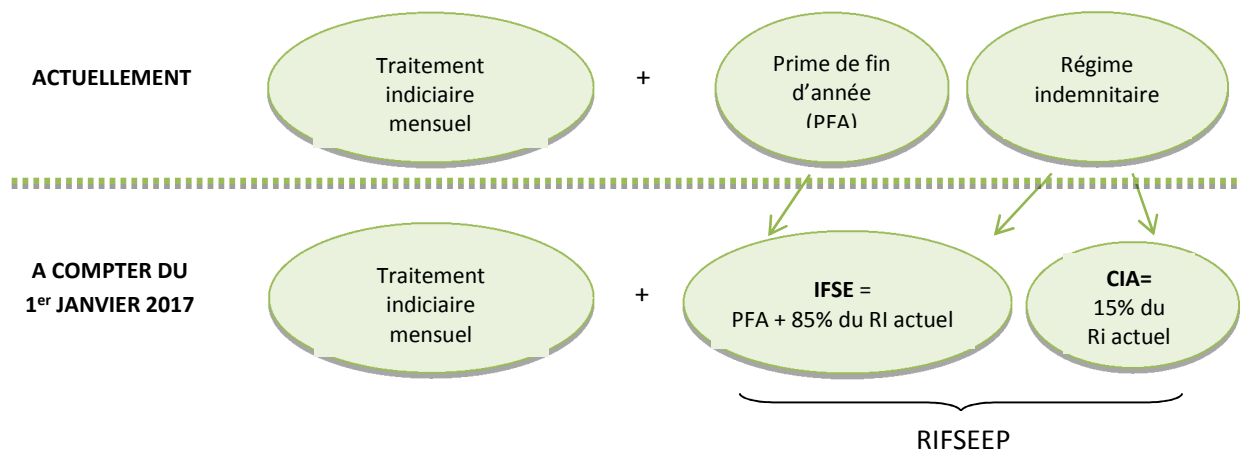 ACTUELLEMENT
Traitement
indiciaire
mensuel
+
Prime de fin
d’année
(PFA)
Régime
indemnitaire
A COMPTER DU
1er JANVIER 2017
Traitement
indiciaire
mensuel
+
IFSE =
PFA + 85% du RI actuel
CIA=
15% du
Ri actuel
RIFSEEP